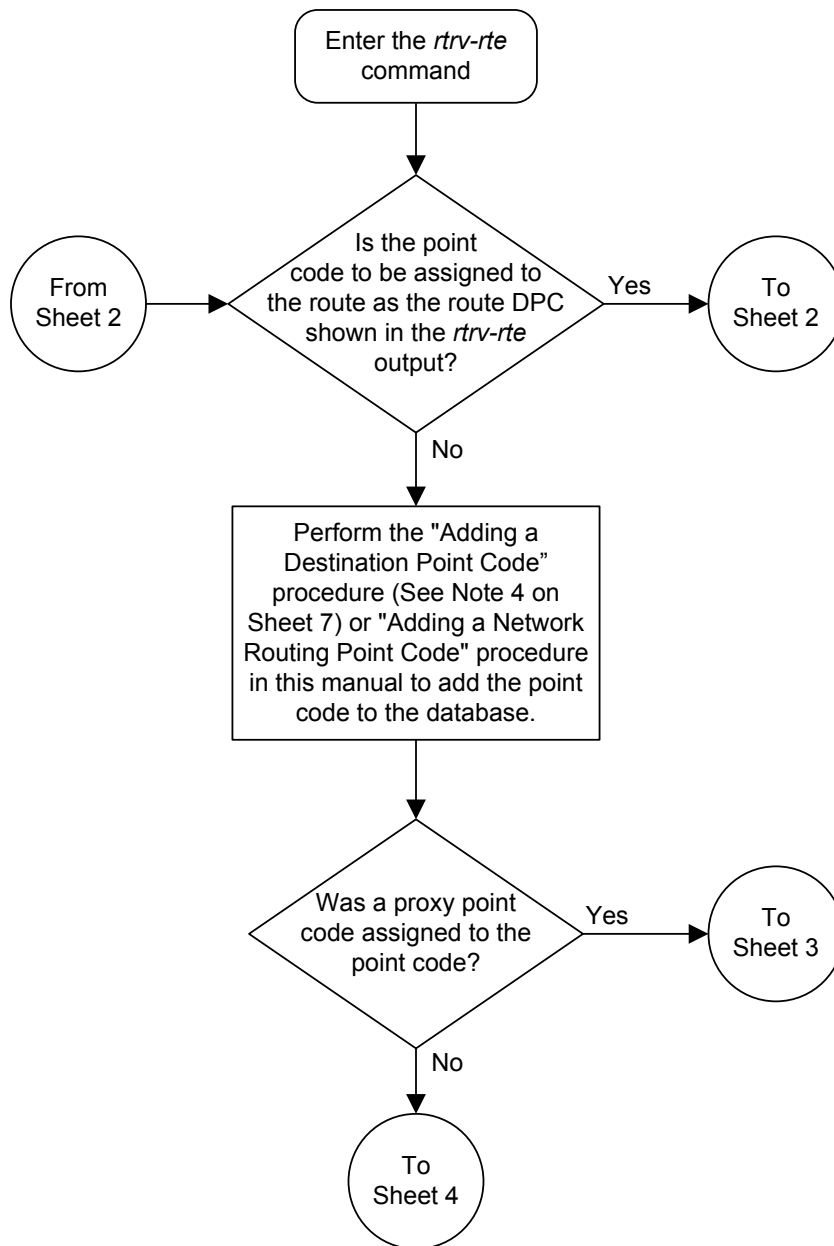 Enter the rtrv-rte
command
Is the point
code to be assigned to
the route as the route DPC
shown in the rtrv-rte
output?
From
Sheet 2
Yes
To
Sheet 2
No
Perform the "Adding a
Destination Point Code”
procedure (See Note 4 on
Sheet 7) or "Adding a Network
Routing Point Code" procedure
in this manual to add the point
code to the database.
Was a proxy point
code assigned to the
point code?
Yes
To
Sheet 3
No
To
Sheet 4